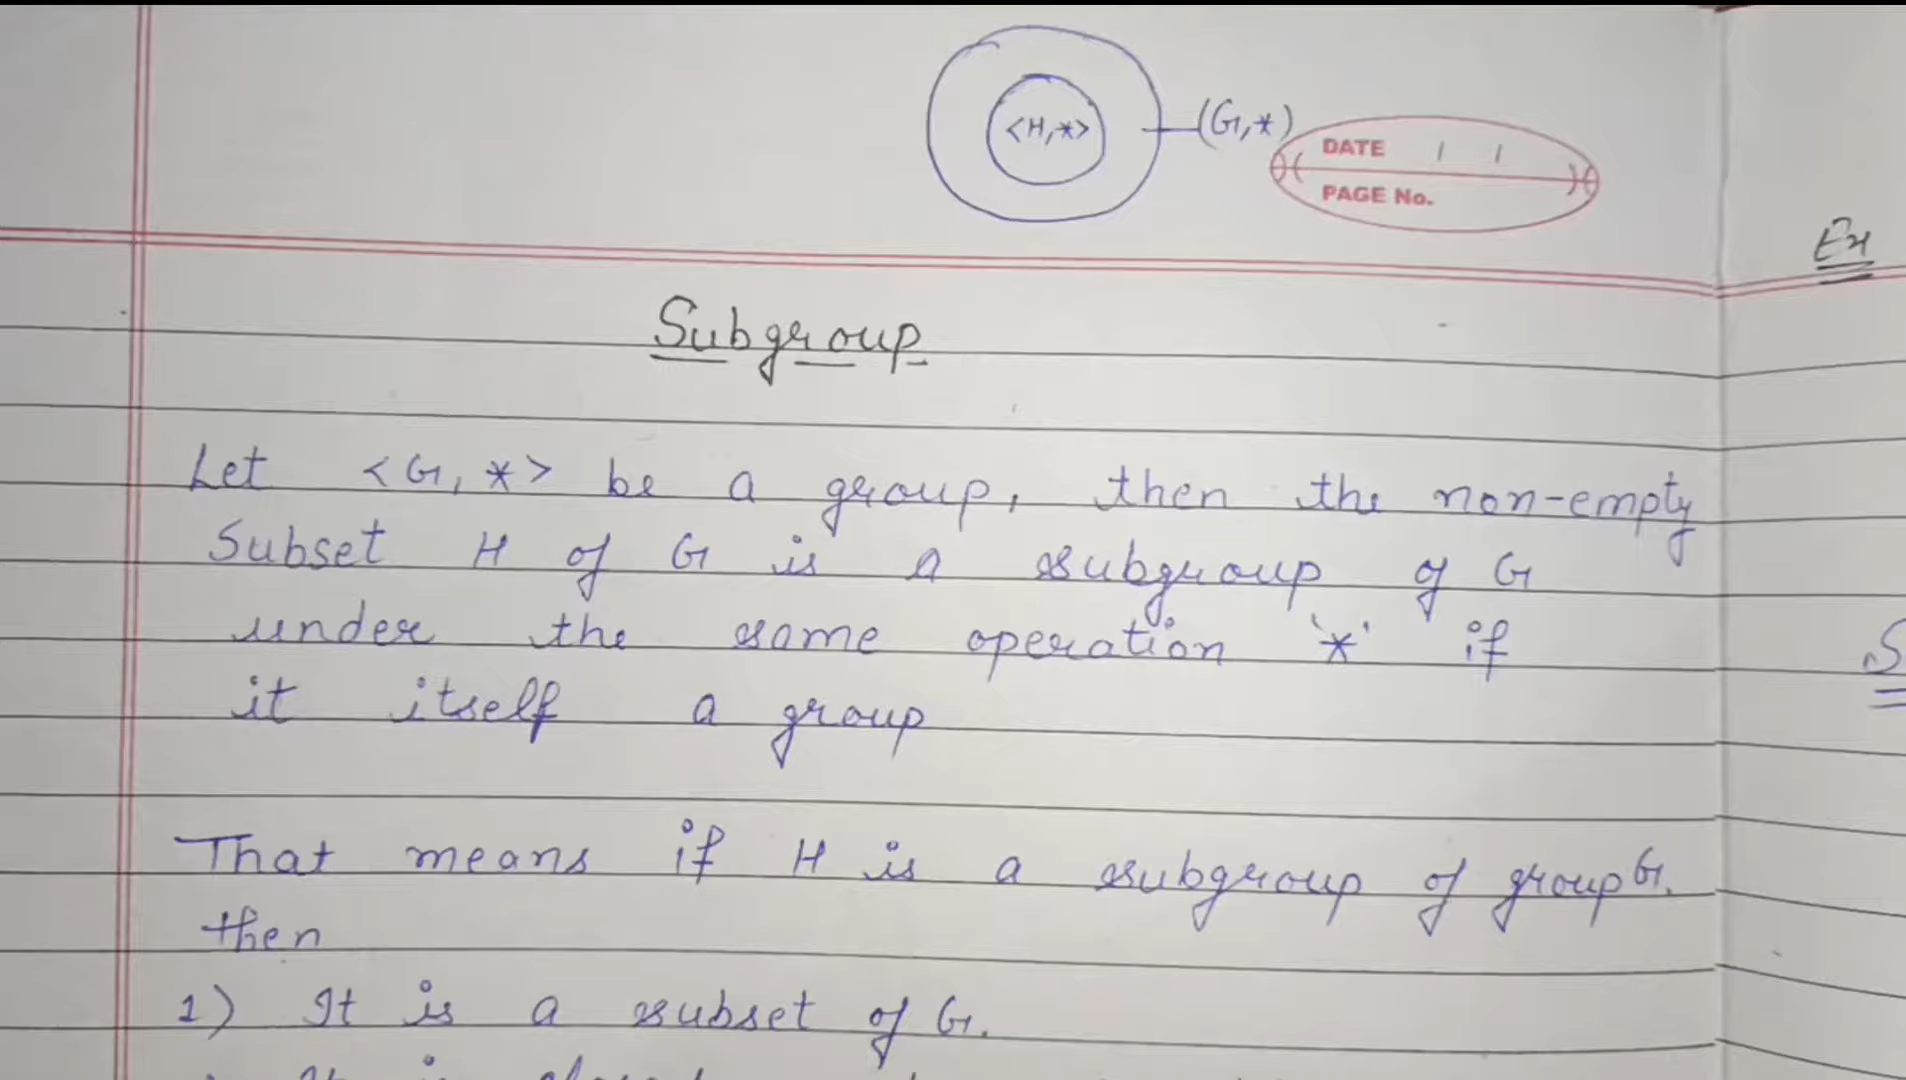 <H,*>
(G,*)
DATE / /
PAGE No.
Ex
Subgroup
Let <G,*> be a group, then the non-empty
Subset H of G is a subgroup of G
under the same operation '*' if
it itself a group
That means if H is a subgroup of group G.
then
1) It is a subset of G.